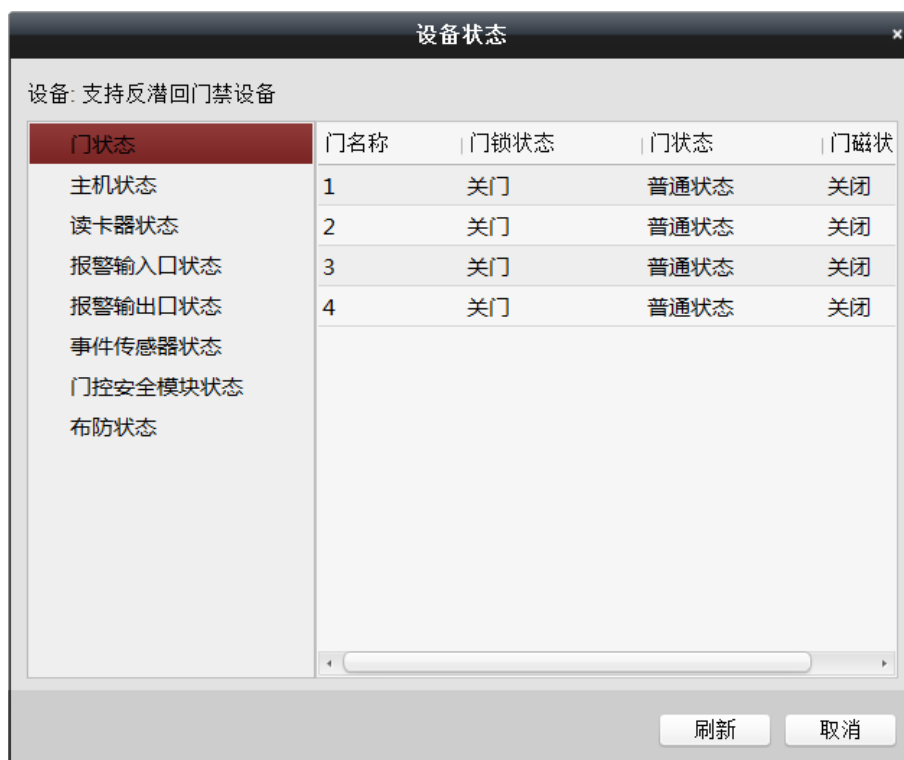 设备状态
×
设备: 支持反潜回门禁设备
门状态
主机状态
读卡器状态
报警输入口状态
报警输出口状态
事件传感器状态
门控安全模块状态
布防状态
门名称 门锁状态 门状态 门磁状
1 关门 普通状态 关闭
2 关门 普通状态 关闭
3 关门 普通状态 关闭
4 关门 普通状态 关闭
刷新 取消